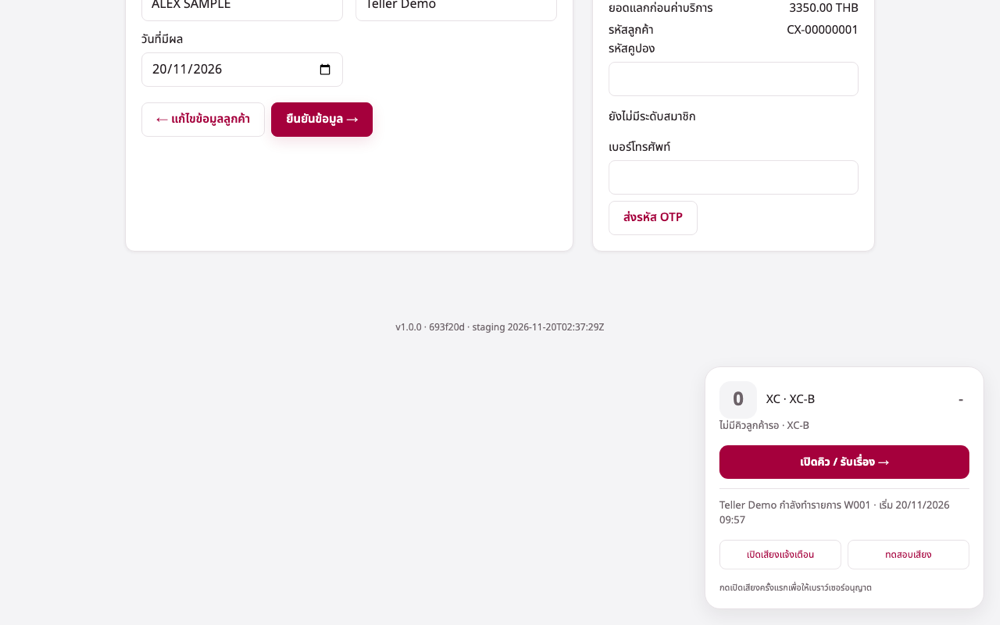 ALEX SAMPLE
Teller Demo
วันที่มีผล
20/11/2026
← แก้ไขข้อมูลลูกค้า
ยืนยันข้อมูล →
ยอดแลกก่อนค่าบริการ 3350.00 THB
รหัสลูกค้า CX-00000001
รหัสคูปอง
ยังไม่มีระดับสมาชิก
เบอร์โทรศัพท์
ส่งรหัส OTP
v1.0.0 · 693f20d · staging 2026-11-20T02:37:29Z
0 XC · XC-B -
ไม่มีคิวลูกค้ารอ · XC-B
เปิดคิว / รับเรื่อง →
Teller Demo กำลังทำรายการ W001 · เริ่ม 20/11/2026
09:57
เปิดเสียงแจ้งเตือน
ทดสอบเสียง
กดเปิดเสียงครั้งแรกเพื่อให้เบราว์เซอร์อนุญาต